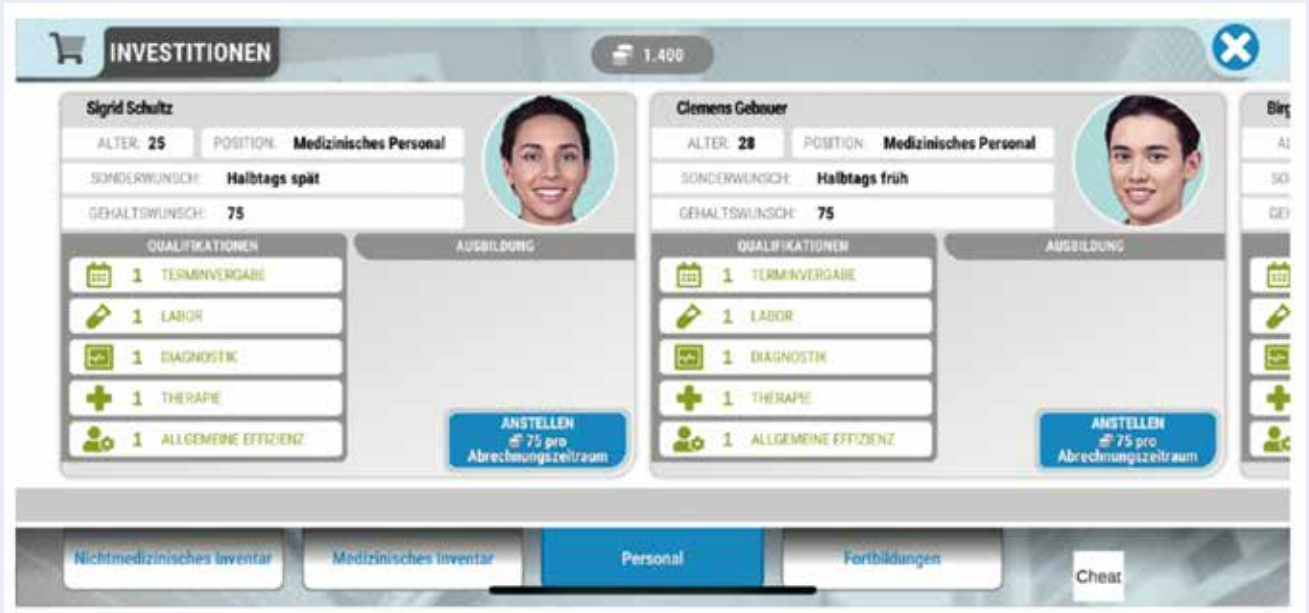 INVESTITIONEN
1.400
Sigrid Schultz
ALTER: 25 POSITION: Medizinisches Personal
SONDERWUNSCH: Halbtags spät
GEHALTSWUNSCH: 75
QUALIFIKATIONEN AUSBILDUNG
1 TERMINVERGABE
1 LABOR
1 DIAGNOSTIK
1 THERAPIE
1 ALLGEMEINE EFFIZIENZ
ANSTELLEN
75 pro
Abrechnungszeitraum
Clemens Gebauer
ALTER: 28 POSITION: Medizinisches Personal
SONDERWUNSCH: Halbtags früh
GEHALTSWUNSCH: 75
QUALIFIKATIONEN AUSBILDUNG
1 TERMINVERGABE
1 LABOR
1 DIAGNOSTIK
1 THERAPIE
1 ALLGEMEINE EFFIZIENZ
ANSTELLEN
75 pro
Abrechnungszeitraum
Nichtmedizinisches Inventar
Medizinisches Inventar
Personal
Fortbildungen
Cheat